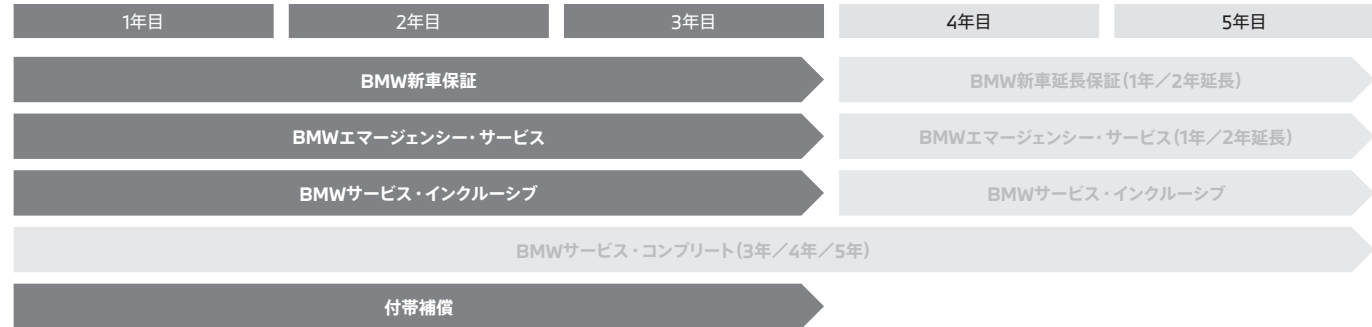 1年目 2年目 3年目 4年目 5年目
BMW新車保証 BMW新車延長保証(1年／2年延長)
BMWエマージェンシー・サービス BMWエマージェンシー・サービス(1年／2年延長)
BMWサービス・インクルーシブ BMWサービス・インクルーシブ
BMWサービス・コンプリート(3年／4年／5年)
付帯補償